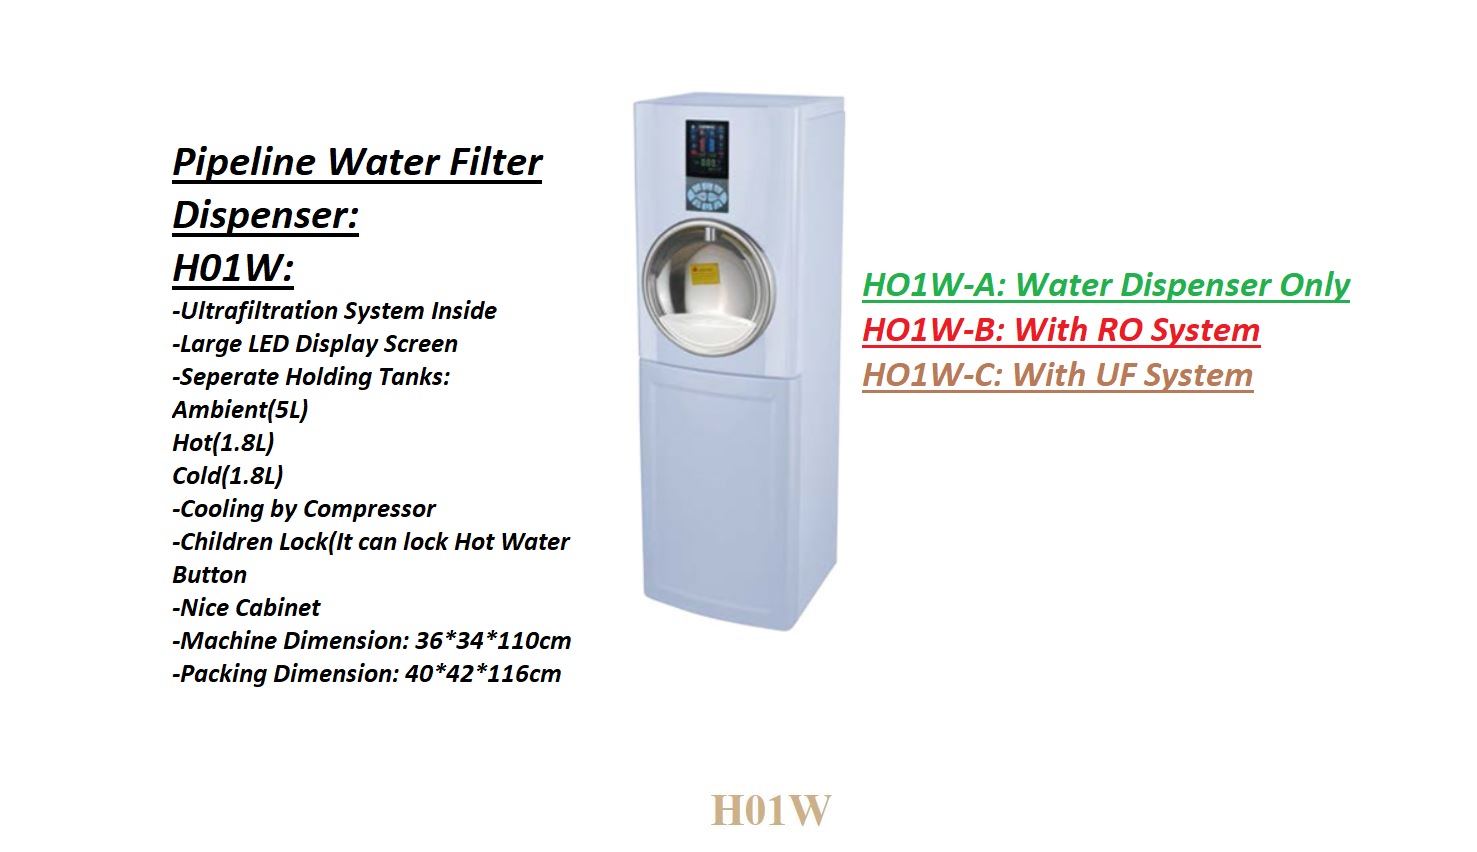 Pipeline Water Filter
Dispenser:
H01W:
-Ultrafiltration System Inside
-Large LED Display Screen
-Seperate Holding Tanks:
Ambient(5L)
Hot(1.8L)
Cold(1.8L)
-Cooling by Compressor
-Children Lock(It can lock Hot Water
Button
-Nice Cabinet
-Machine Dimension: 36*34*110cm
-Packing Dimension: 40*42*116cm
HO1W-A: Water Dispenser Only
HO1W-B: With RO System
HO1W-C: With UF System
H01W